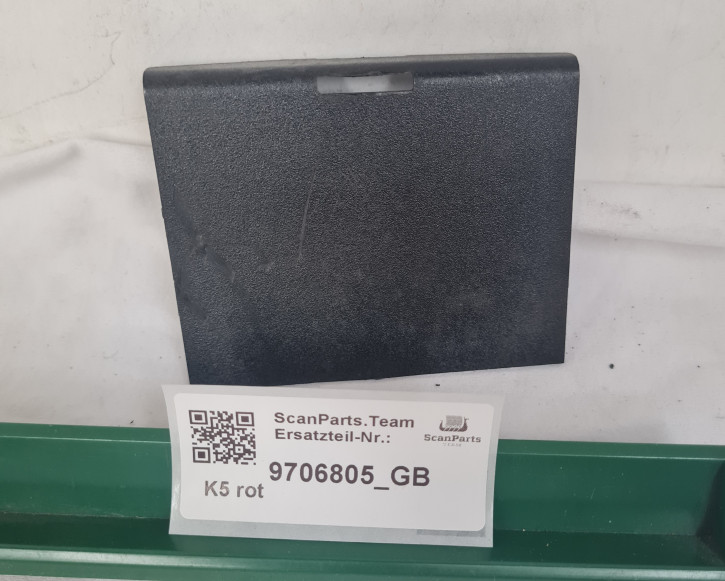 ScanParts.Team
Ersatzteil-Nr.:
ScanParts
9706805_GB
K5 rot